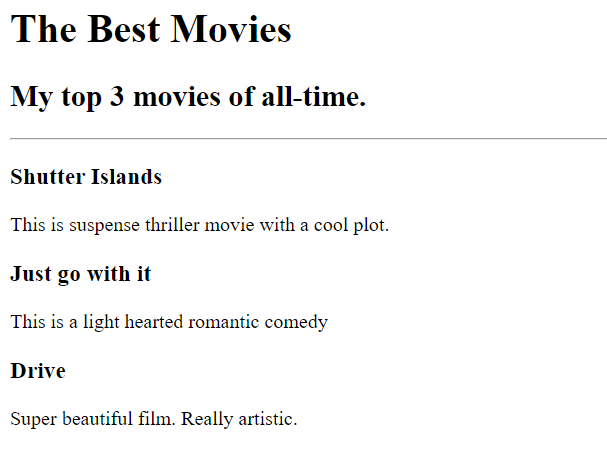 The Best Movies
My top 3 movies of all-time.
Shutter Islands
This is suspense thriller movie with a cool plot.
Just go with it
This is a light hearted romantic comedy
Drive
Super beautiful film. Really artistic.